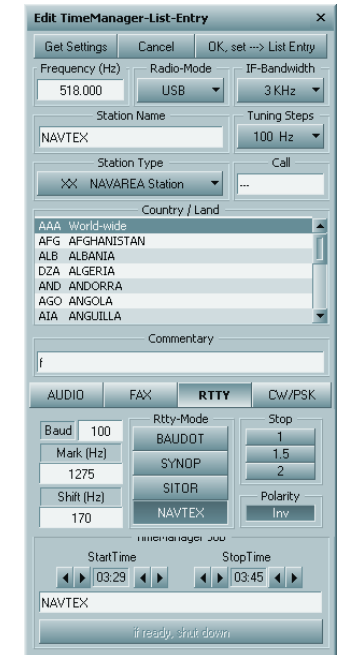 Edit TimeManager-List-Entry ×
Get Settings Cancel OK, set ---> List Entry
Frequency (Hz) Radio-Mode IF-Bandwidth
518.000 USB 3 KHz
Station Name Tuning Steps
NAVTEX 100 Hz
Station Type Call
XX NAVAREA Station ---
Country / Land
AAA World-wide
AFG AFGHANISTAN
ALB ALBANIA
DZA ALGERIA
AND ANDORRA
AGO ANGOLA
AIA ANGUILLA
Commentary
f
AUDIO FAX RTTY CW/PSK
Rtty-Mode Stop
Baud 100 BAUDOT 1
Mark (Hz) SYNOP 1.5
1275 2
Shift (Hz) SITOR Polarity
170 NAVTEX Inv
TimeManager Job
StartTime StopTime
03:29 03:45
NAVTEX
if ready, shut down